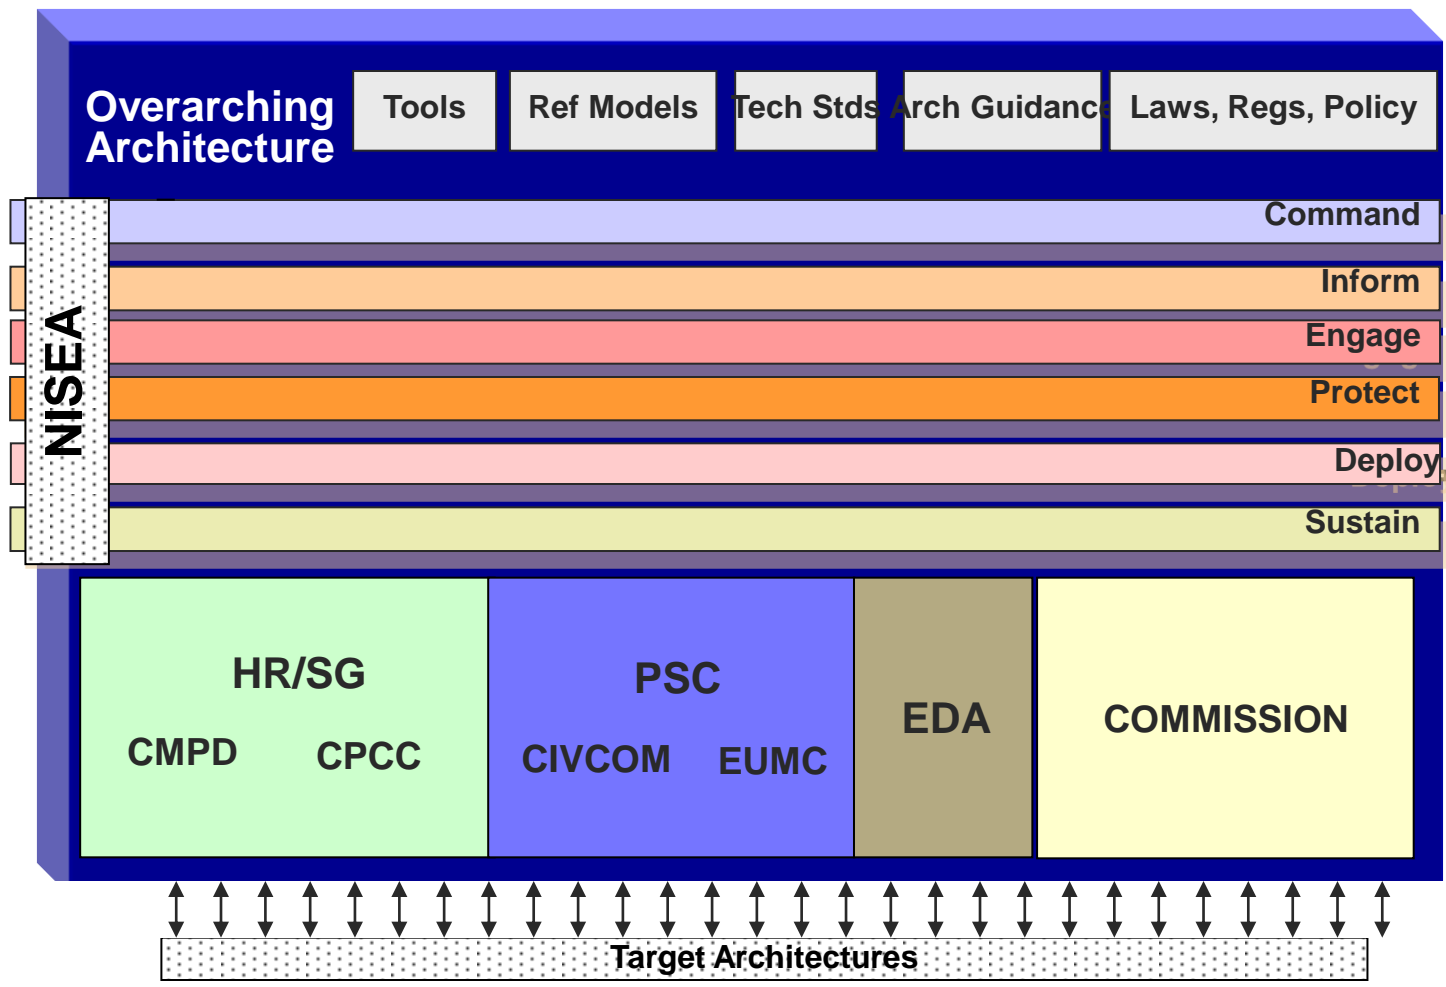 Overarching
Architecture
Tools
Ref Models
Tech Stds
Arch Guidance
Laws, Regs, Policy
NISEA
Command
Inform
Engage
Protect
Deploy
Sustain
HR/SG
CMPD
CPCC
PSC
CIVCOM
EUMC
EDA
COMMISSION
Target Architectures